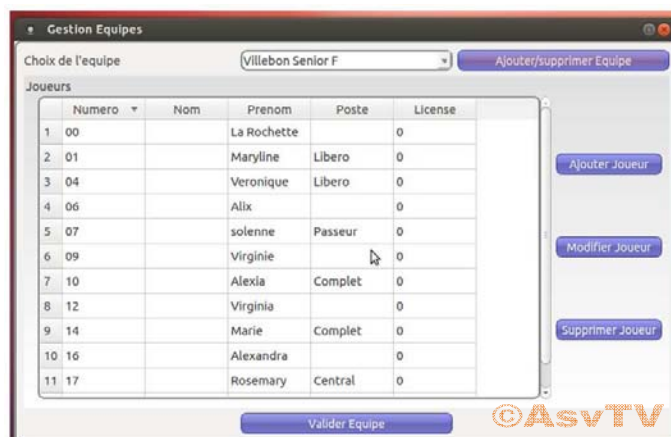 Gestion Equipes
Choix de l'equipe Villebon Senior F Ajouter/supprimer Equipe
Joueurs
Numero Nom Prenom Poste License
1 00 La Rochette 0
2 01 Maryline Libero 0
Ajouter Joueur
3 04 Veronique Libero 0
4 06 Alix 0
5 07 solenne Passeur 0
6 09 Virginie 0
Modifier Joueur
7 10 Alexia Complet 0
8 12 Virginia 0
9 14 Marie Complet 0
Supprimer Joueur
10 16 Alexandra 0
11 17 Rosemary Central 0
Valider Equipe
©AsvTV